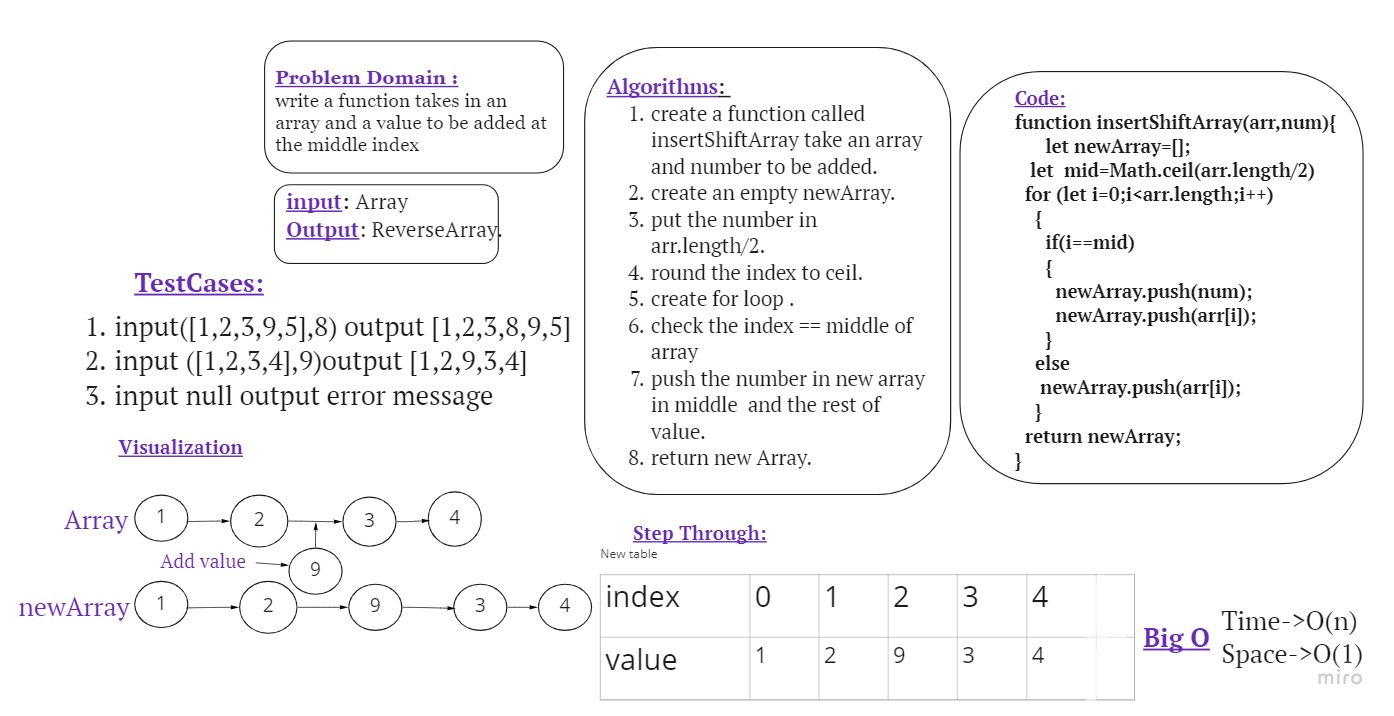 Problem Domain :
write a function takes in an
array and a value to be added at
the middle index
input: Array
Output: ReverseArray.
TestCases:
1. input([1,2,3,9,5],8) output [1,2,3,8,9,5]
2. input ([1,2,3,4],9)output [1,2,9,3,4]
3. input null output error message
Visualization
Array 1 2 3 4
Add value 9
newArray 1 2 9 3 4
Algorithms:
1. create a function called
insertShiftArray take an array
and number to be added.
2. create an empty newArray.
3. put the number in
arr.length/2.
4. round the index to ceil.
5. create for loop .
6. check the index == middle of
array
7. push the number in new array
in middle and the rest of
value.
8. return new Array.
Code:
function insertShiftArray(arr,num){
let newArray=[];
let mid=Math.ceil(arr.length/2)
for (let i=0;i<arr.length;i++)
{
if(i==mid)
{
newArray.push(num);
newArray.push(arr[i]);
}
else
newArray.push(arr[i]);
}
return newArray;
}
Step Through:
New table
index 0 1 2 3 4
value 1 2 9 3 4
Big O
Time->O(n)
Space->O(1)
miro